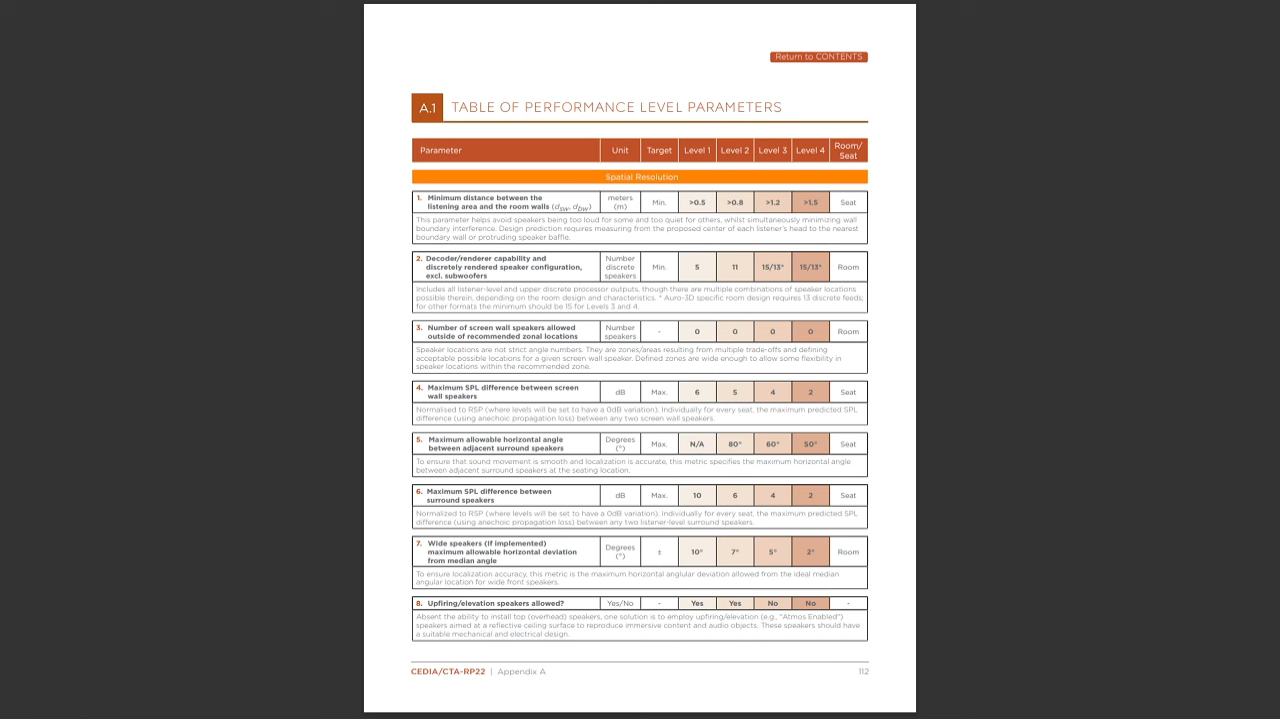 Return to CONTENTS
A.1 TABLE OF PERFORMANCE LEVEL PARAMETERS
Parameter Unit Target Level 1 Level 2 Level 3 Level 4 Room/
Seat
Spatial Resolution
1. Minimum distance between the
listening area and the room walls (dSW, dBW) meters
(m) Min. >0.5 >0.8 >1.2 >1.5 Seat
This parameter helps avoid speakers being too loud for some and too quiet for others, whilst simultaneously minimizing wall
boundary interference. Design prediction requires measuring from the proposed center of each listener's head to the nearest
boundary wall or protruding speaker baffle.
2. Decoder/renderer capability and
discretely rendered speaker configuration,
excl. subwoofers Number
discrete
speakers Min. 5 11 15/13* 15/13* Room
Includes all listener-level and upper discrete processor outputs, though there are multiple combinations of speaker locations
possible therein, depending on the room design and characteristics. * Auro-3D specific room design requires 13 discrete feeds;
for other formats the minimum should be 15 for Levels 3 and 4.
3. Number of screen wall speakers allowed
outside of recommended zonal locations Number
speakers - 0 0 0 0 Room
Speaker locations are not strict angle numbers. They are zones/areas resulting from multiple trade-offs and defining
acceptable possible locations for a given screen wall speaker. Defined zones are wide enough to allow some flexibility in
speaker locations within the recommended zone.
4. Maximum SPL difference between screen
wall speakers dB Max. 6 5 4 2 Seat
Normalised to RSP (where levels will be set to have a 0dB variation). Individually for every seat, the maximum predicted SPL
difference (using anechoic propagation loss) between any two screen wall speakers.
5. Maximum allowable horizontal angle
between adjacent surround speakers Degrees
(°) Max. N/A 80° 60° 50° Seat
To ensure that sound movement is smooth and localization is accurate, this metric specifies the maximum horizontal angle
between adjacent surround speakers at the seating location.
6. Maximum SPL difference between
surround speakers dB Max. 10 6 4 2 Seat
Normalized to RSP (where levels will be set to have a 0dB variation). Individually for every seat, the maximum predicted SPL
difference (using anechoic propagation loss) between any two listener-level surround speakers.
7. Wide speakers (If implemented)
maximum allowable horizontal deviation
from median angle Degrees
(°) ± 10° 7° 5° 2° Room
To ensure localization accuracy, this metric is the maximum horizontal anglular deviation allowed from the ideal median
angular location for wide front speakers.
8. Upfiring/elevation speakers allowed? Yes/No - Yes Yes No No -
Absent the ability to install top (overhead) speakers, one solution is to employ upfiring/elevation (e.g., "Atmos Enabled")
speakers aimed at a reflective ceiling surface to reproduce immersive content and audio objects. These speakers should have
a suitable mechanical and electrical design.
CEDIA/CTA-RP22 | Appendix A 112